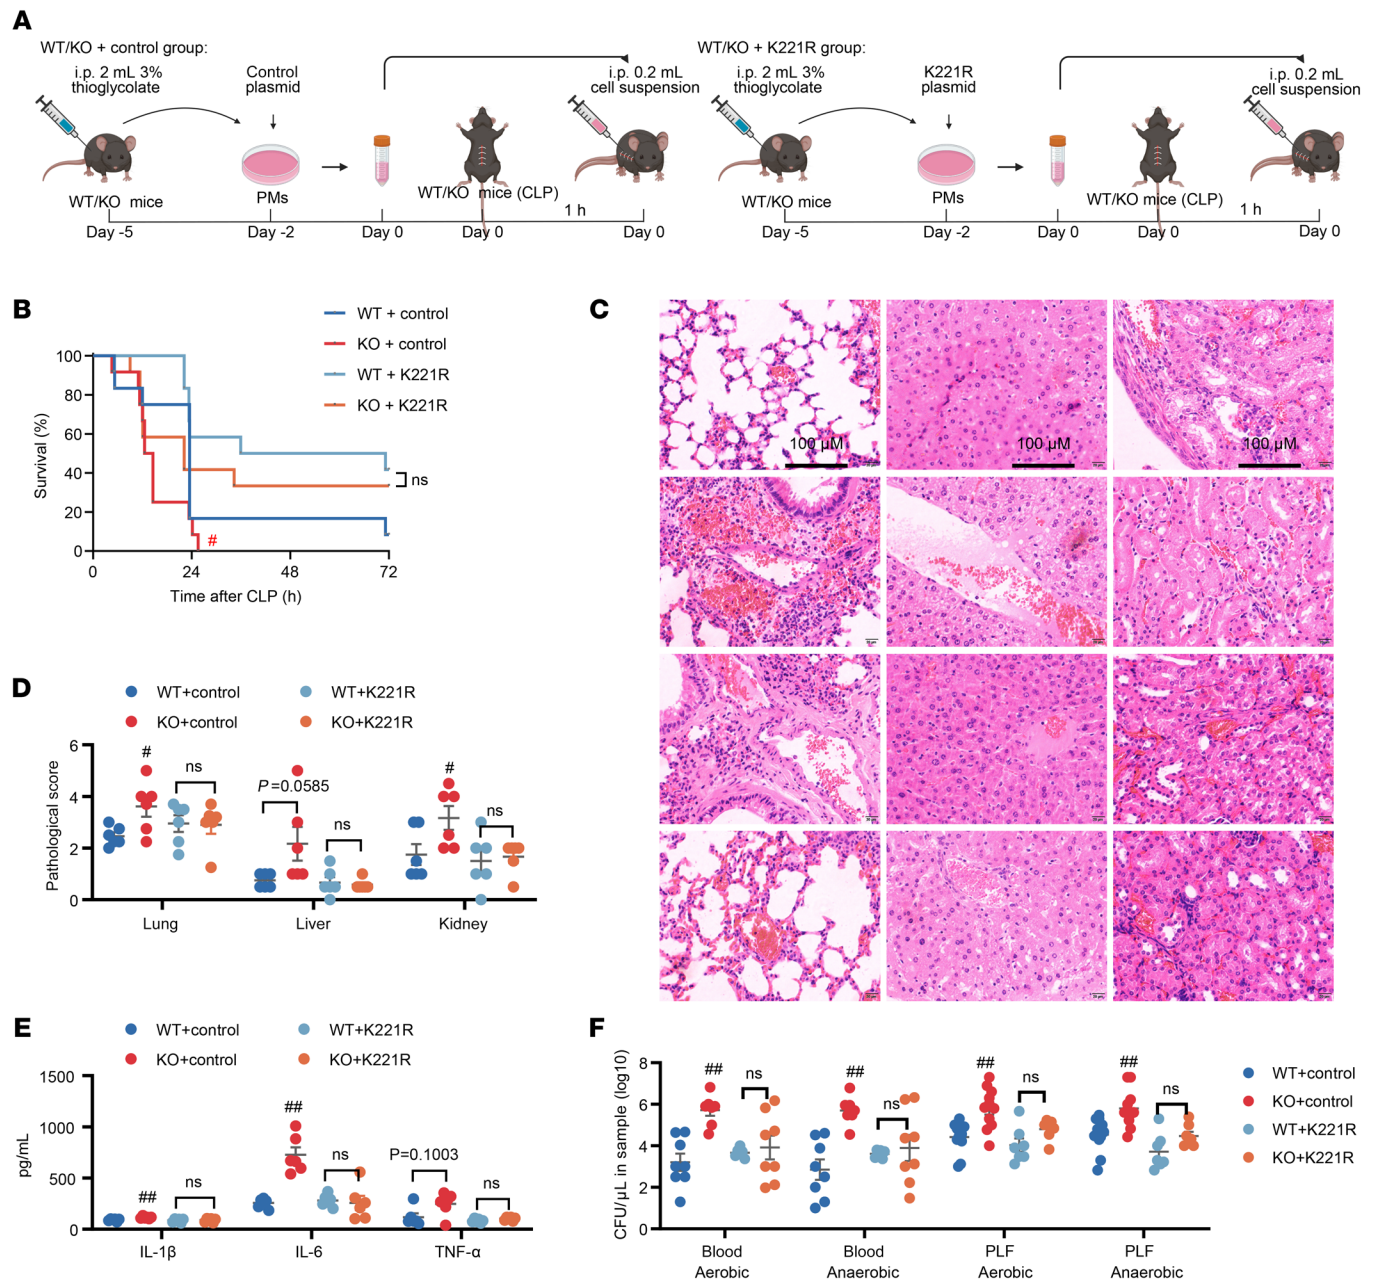 A
WT/KO + control group:
i.p. 2 mL 3%
thioglycolate
Control
plasmid
i.p. 0.2 mL
cell suspension
WT/KO mice
PMs
WT/KO mice (CLP)
1 h
Day -5
Day -2
Day 0
Day 0
Day 0
WT/KO + K221R group:
i.p. 2 mL 3%
thioglycolate
K221R
plasmid
i.p. 0.2 mL
cell suspension
WT/KO mice
PMs
WT/KO mice (CLP)
1 h
Day -5
Day -2
Day 0
Day 0
Day 0
B
WT + control
KO + control
WT + K221R
KO + K221R
Survival (%)
100
80
60
40
20
0
ns
#
0
24
48
72
Time after CLP (h)
C
100 µM
100 µM
100 µM
D
WT+control
WT+K221R
KO+control
KO+K221R
Pathological score
6
4
2
0
#
ns
P=0.0585
ns
#
ns
Lung
Liver
Kidney
E
WT+control
WT+K221R
KO+control
KO+K221R
pg/mL
1500
1000
500
0
##
ns
##
ns
P=0.1003
ns
IL-1β
IL-6
TNF-α
F
CFU/µL in sample (log10)
8
6
4
2
0
##
ns
##
ns
##
ns
##
ns
Blood
Aerobic
Blood
Anaerobic
PLF
Aerobic
PLF
Anaerobic
WT+control
KO+control
WT+K221R
KO+K221R